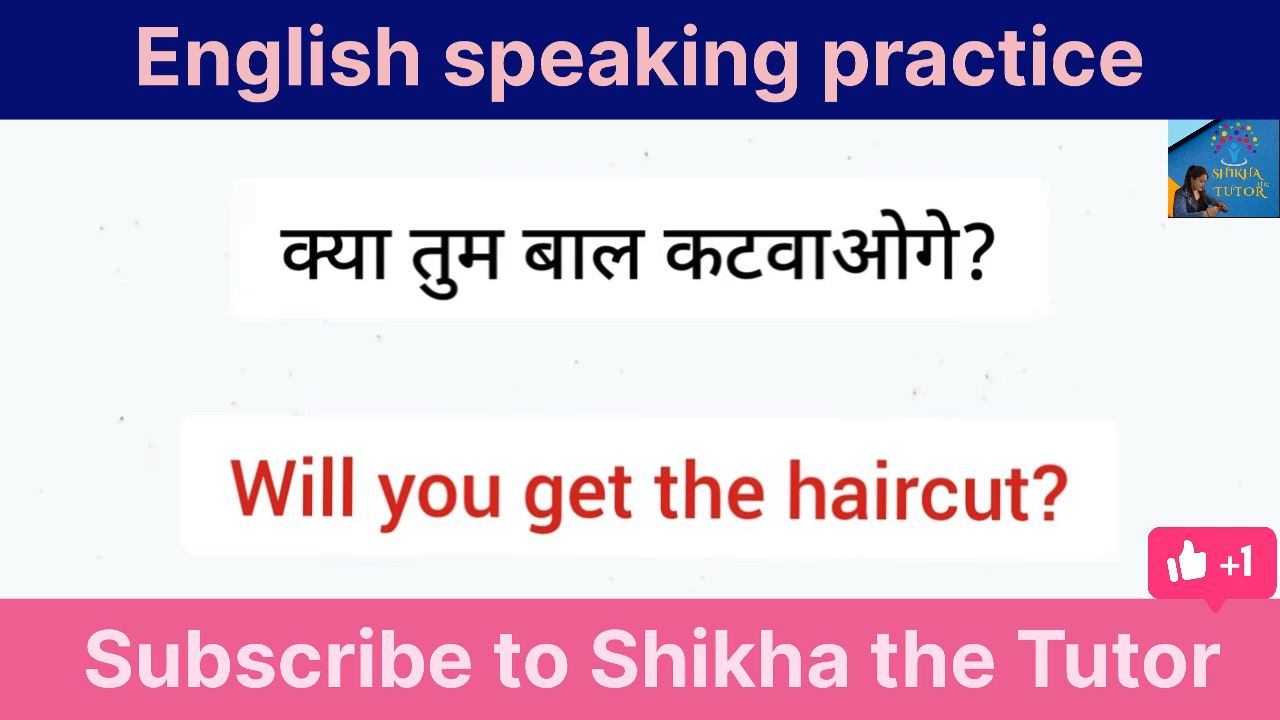 English speaking practice
SHIKHA
the
TUTOR
क्या तुम बाल कटवाओगे?
Will you get the haircut?
+1
Subscribe to Shikha the Tutor